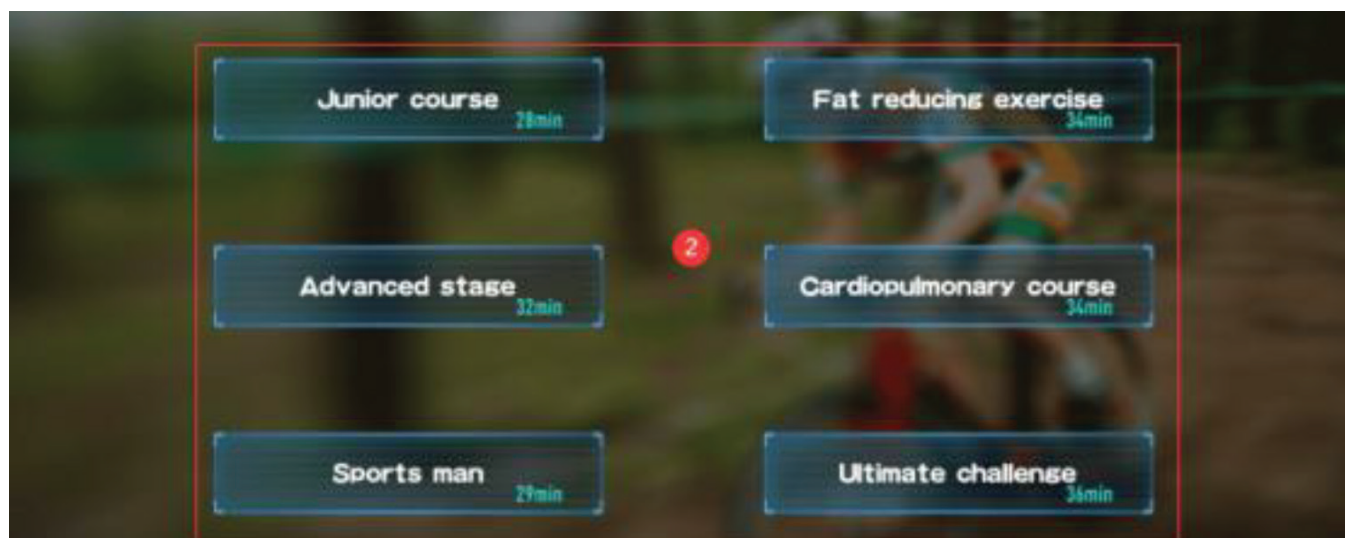 Junior course
28min
Fat reducing exercise
34min
2
Advanced stage
32min
Cardiopulmonary course
34min
Sports man
29min
Ultimate challenge
36min